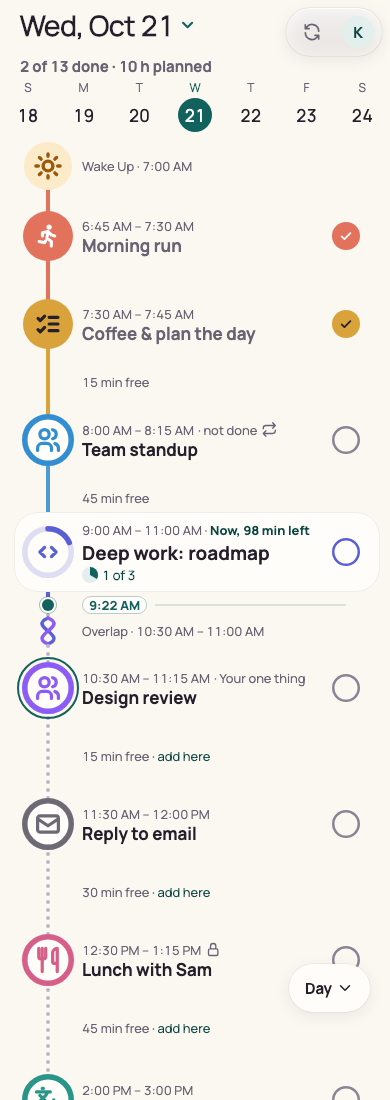 Wed, Oct 21
K
2 of 13 done · 10 h planned
S M T W T F S
18 19 20 21 22 23 24
Wake Up · 7:00 AM
6:45 AM – 7:30 AM
Morning run
7:30 AM – 7:45 AM
Coffee & plan the day
15 min free
8:00 AM – 8:15 AM · not done
Team standup
45 min free
9:00 AM – 11:00 AM · Now, 98 min left
Deep work: roadmap
1 of 3
9:22 AM
Overlap · 10:30 AM – 11:00 AM
10:30 AM – 11:15 AM · Your one thing
Design review
15 min free · add here
11:30 AM – 12:00 PM
Reply to email
30 min free · add here
12:30 PM – 1:15 PM
Lunch with Sam
Day
45 min free · add here
2:00 PM – 3:00 PM